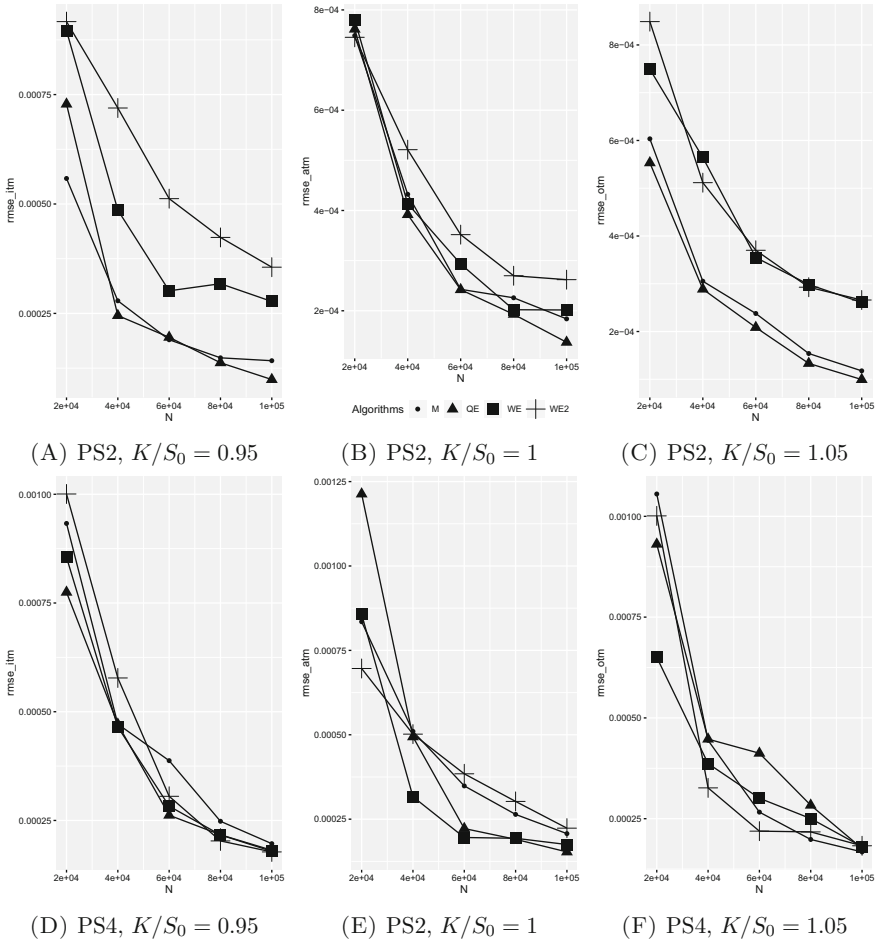 0.00075
0.00050
0.00025
rmse_itm
2e+04 4e+04 6e+04 8e+04 1e+05
N
8e−04
6e−04
4e−04
2e−04
rmse_atm
2e+04 4e+04 6e+04 8e+04 1e+05
N
8e−04
6e−04
4e−04
2e−04
rmse_otm
2e+04 4e+04 6e+04 8e+04 1e+05
N
Algorithms M QE WE WE2
(A) PS2, K/S₀ = 0.95
(B) PS2, K/S₀ = 1
(C) PS2, K/S₀ = 1.05
0.00100
0.00075
0.00050
0.00025
rmse_itm
2e+04 4e+04 6e+04 8e+04 1e+05
N
0.00125
0.00100
0.00075
0.00050
0.00025
rmse_atm
2e+04 4e+04 6e+04 8e+04 1e+05
N
0.00100
0.00075
0.00050
0.00025
rmse_otm
2e+04 4e+04 6e+04 8e+04 1e+05
N
(D) PS4, K/S₀ = 0.95
(E) PS2, K/S₀ = 1
(F) PS4, K/S₀ = 1.05